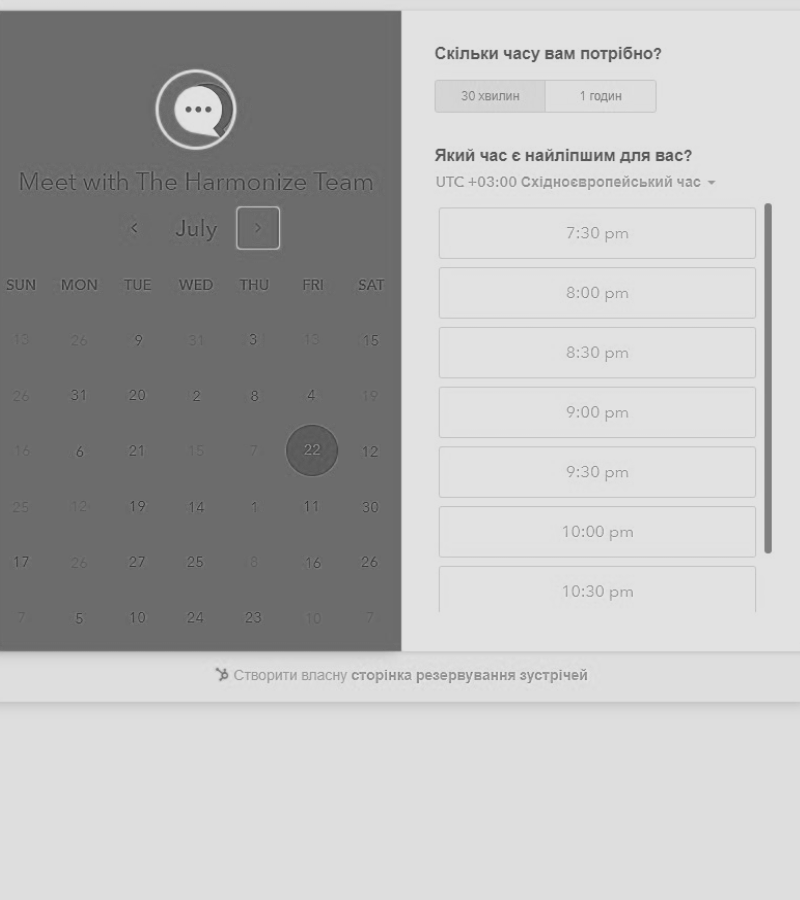 Meet with The Harmonize Team
July
SUN MON TUE WED THU FRI SAT
13 26 9 31 3 13 15
26 31 20 2 8 4 19
16 6 21 15 7 22 12
25 12 19 14 1 11 30
17 26 27 25 8 16 26
7 5 10 24 23 10 7
Скільки часу вам потрібно?
30 хвилин 1 годин
Який час є найліпшим для вас?
UTC +03:00 Східноєвропейський час
7:30 pm
8:00 pm
8:30 pm
9:00 pm
9:30 pm
10:00 pm
10:30 pm
Створити власну сторінка резервування зустрічей